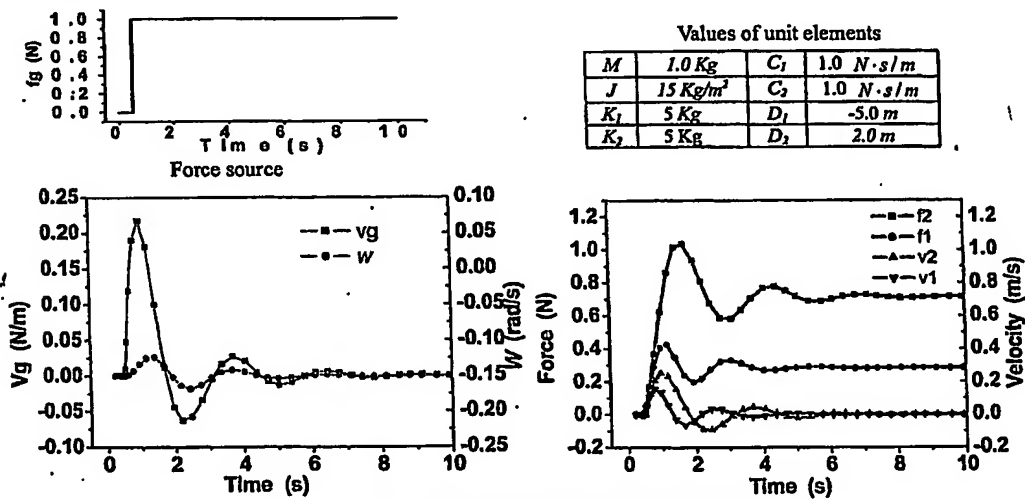 fg (N)
1.0
0.8
0.6
0.4
0.2
0.0
0 2 4 6 8 10
Time (s)
Force source
Values of unit elements
M 1.0 Kg C1 1.0 N·s/m
J 15 Kg/m² C2 1.0 N·s/m
K1 5 Kg D1 -5.0 m
K2 5 Kg D2 2.0 m
Vg (N/m)
0.25
0.20
0.15
0.10
0.05
0.00
-0.05
-0.10
vg
w
0.10
0.05
0.00
-0.05
-0.10
-0.15
-0.20
-0.25
W (rad/s)
0 2 4 6 8 10
Time (s)
Force (N)
1.2
1.0
0.8
0.6
0.4
0.2
0.0
-0.2
f2
f1
v2
v1
1.2
1.0
0.8
0.6
0.4
0.2
0.0
-0.2
Velocity (m/s)
0 2 4 6 8 10
Time (s)